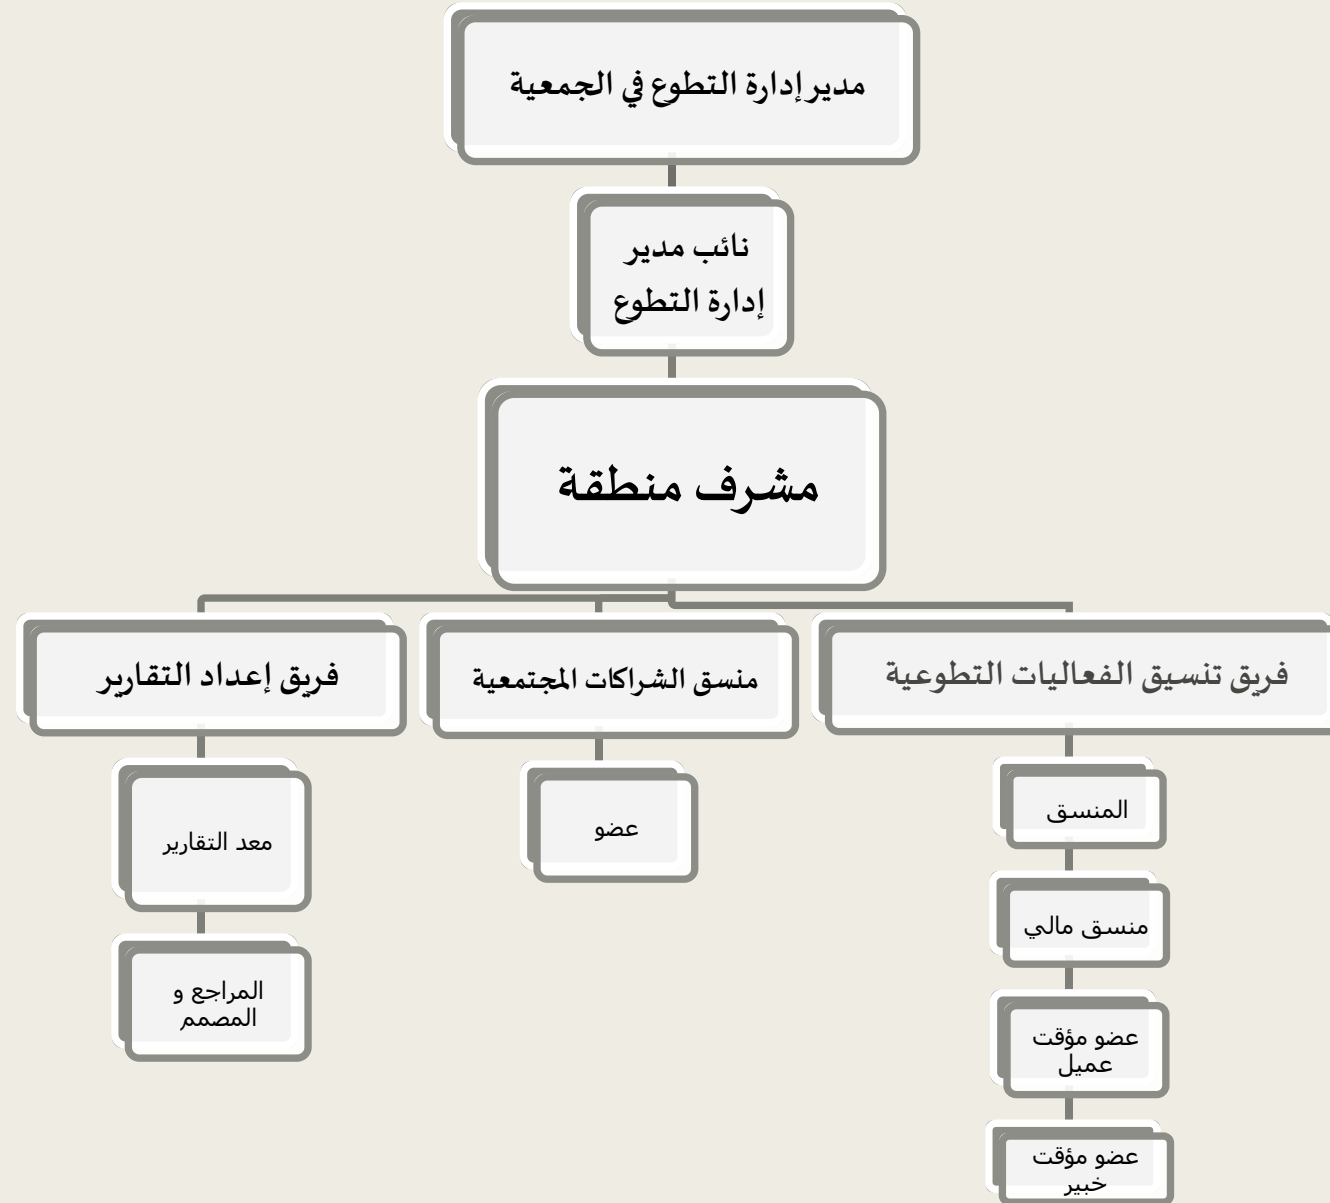 مدير إدارة التطوع في الجمعية
نائب مدير
إدارة التطوع
مشرف منطقة
فريق تنسيق الفعاليات التطوعية
منسق الشراكات المجتمعية
فريق إعداد التقارير
المنسق
منسق مالي
عضو مؤقت
عميل
عضو مؤقت
خبير
عضو
معد التقارير
المراجع و
المصمم